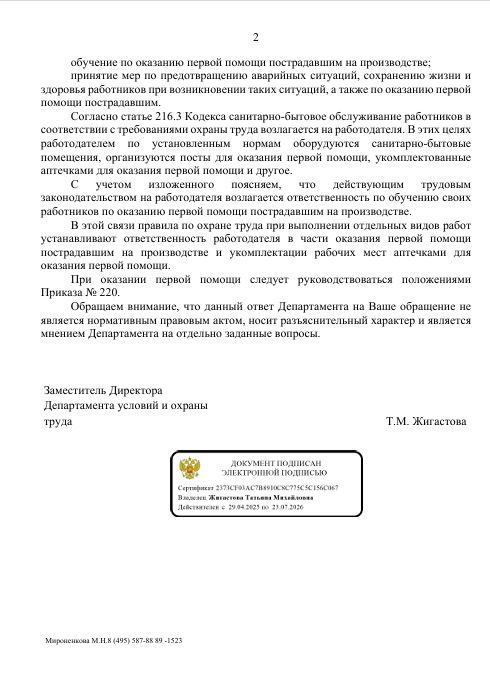 2
обучение по оказанию первой помощи пострадавшим на производстве;
принятие мер по предотвращению аварийных ситуаций, сохранению жизни и
здоровья работников при возникновении таких ситуаций, а также по оказанию первой
помощи пострадавшим.
Согласно статье 216.3 Кодекса санитарно-бытовое обслуживание работников в
соответствии с требованиями охраны труда возлагается на работодателя. В этих целях
работодателем по установленным нормам оборудуются санитарно-бытовые
помещения, организуются посты для оказания первой помощи, укомплектованные
аптечками для оказания первой помощи и другое.
С учетом изложенного поясняем, что действующим трудовым
законодательством на работодателя возлагается ответственность по обучению своих
работников по оказанию первой помощи пострадавшим на производстве.
В этой связи правила по охране труда при выполнении отдельных видов работ
устанавливают ответственность работодателя в части оказания первой помощи
пострадавшим на производстве и укомплектации рабочих мест аптечками для
оказания первой помощи.
При оказании первой помощи следует руководствоваться положениями
Приказа № 220.
Обращаем внимание, что данный ответ Департамента на Ваше обращение не
является нормативным правовым актом, носит разъяснительный характер и является
мнением Департамента на отдельно заданные вопросы.
Заместитель Директора
Департамента условий и охраны
труда Т.М. Жигастова
ДОКУМЕНТ ПОДПИСАН
ЭЛЕКТРОННОЙ ПОДПИСЬЮ
Сертификат 2373CF03AC7B8910C8C775C5C156C067
Владелец Жигастова Татьяна Михайловна
Действителен с 29.04.2025 по 23.07.2026
Мироненкова М.Н.8 (495) 587-88 89 -1523